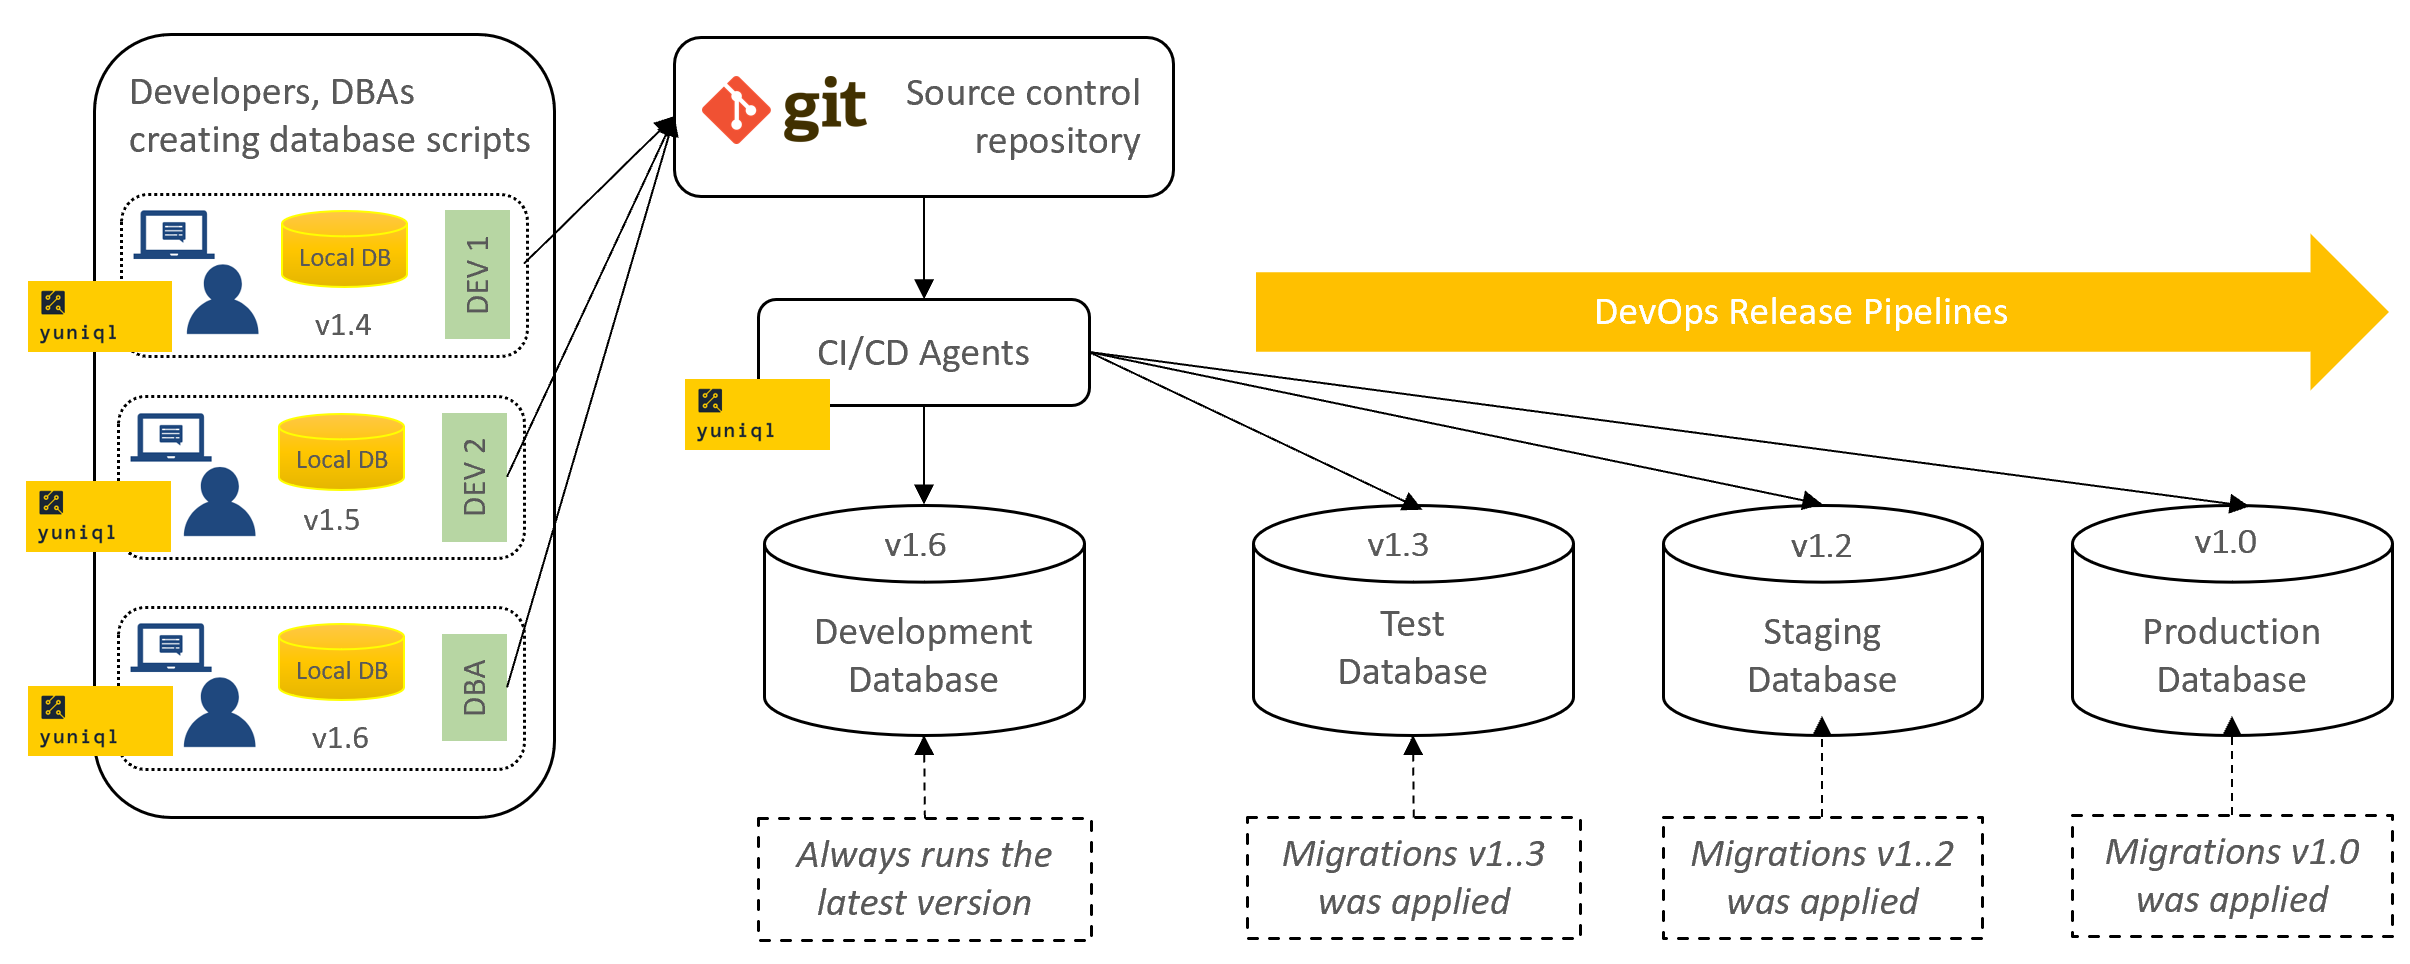 Developers, DBAs
creating database scripts
Local DB
v1.4
DEV 1
yuniql
Local DB
v1.5
DEV 2
yuniql
Local DB
v1.6
DBA
yuniql
git
Source control
repository
CI/CD Agents
yuniql
DevOps Release Pipelines
v1.6
Development
Database
v1.3
Test
Database
v1.2
Staging
Database
v1.0
Production
Database
Always runs the
latest version
Migrations v1..3
was applied
Migrations v1..2
was applied
Migrations v1.0
was applied